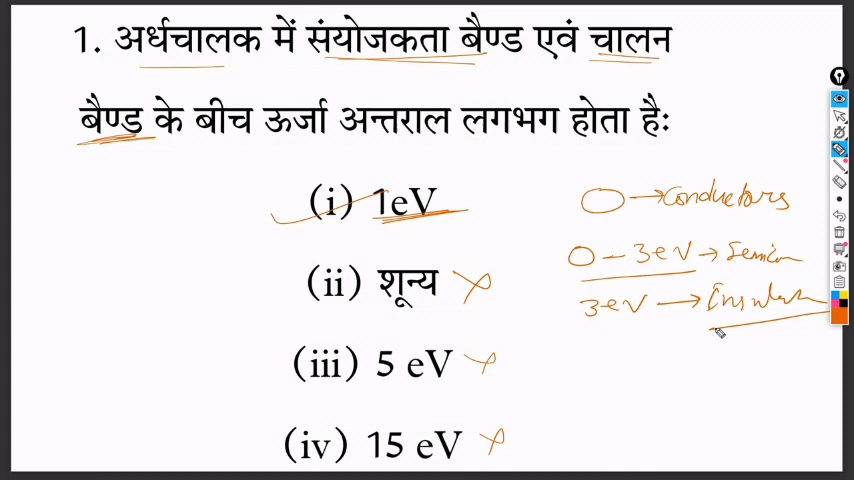 1. अर्धचालक में संयोजकता बैण्ड एवं चालन
बैण्ड के बीच ऊर्जा अन्तराल लगभग होता हैः
(i) 1eV
(ii) शून्य
(iii) 5 eV
(iv) 15 eV
0 → Conductors
0 - 3eV → Semicon
3eV →